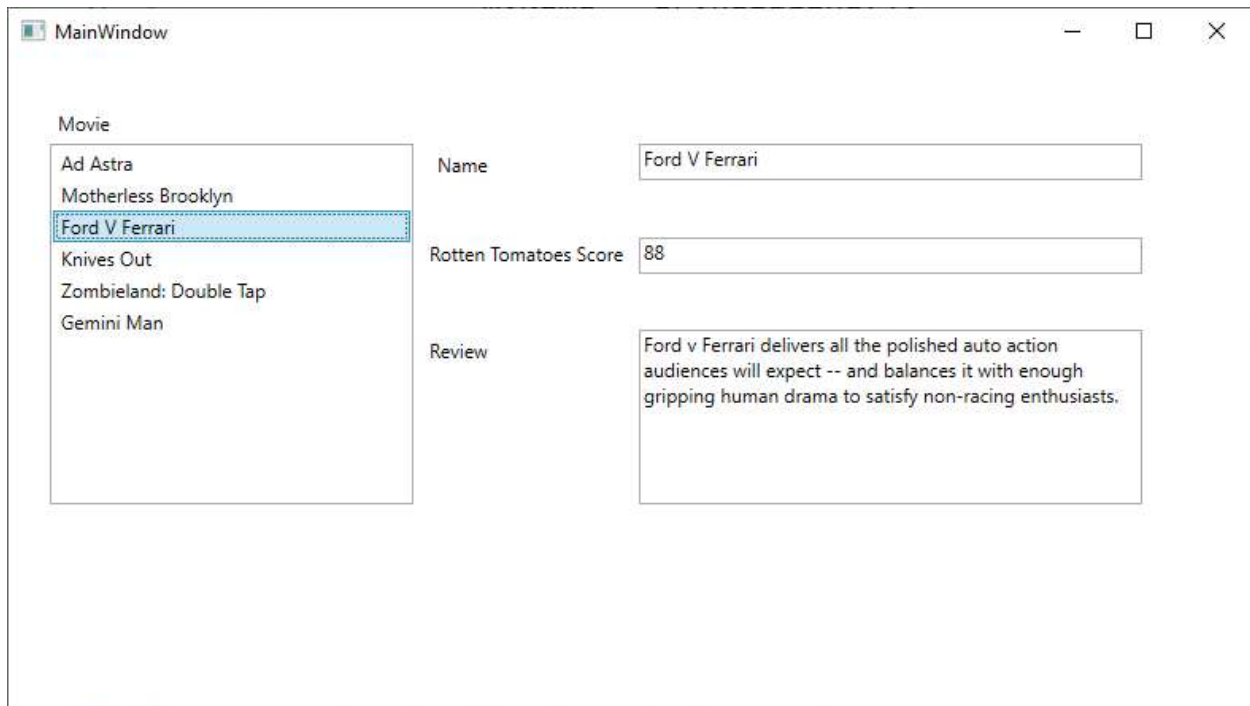 MainWindow
Movie
Ad Astra
Motherless Brooklyn
Ford V Ferrari
Knives Out
Zombieland: Double Tap
Gemini Man
Name
Ford V Ferrari
Rotten Tomatoes Score
88
Review
Ford v Ferrari delivers all the polished auto action
audiences will expect -- and balances it with enough
gripping human drama to satisfy non-racing enthusiasts.